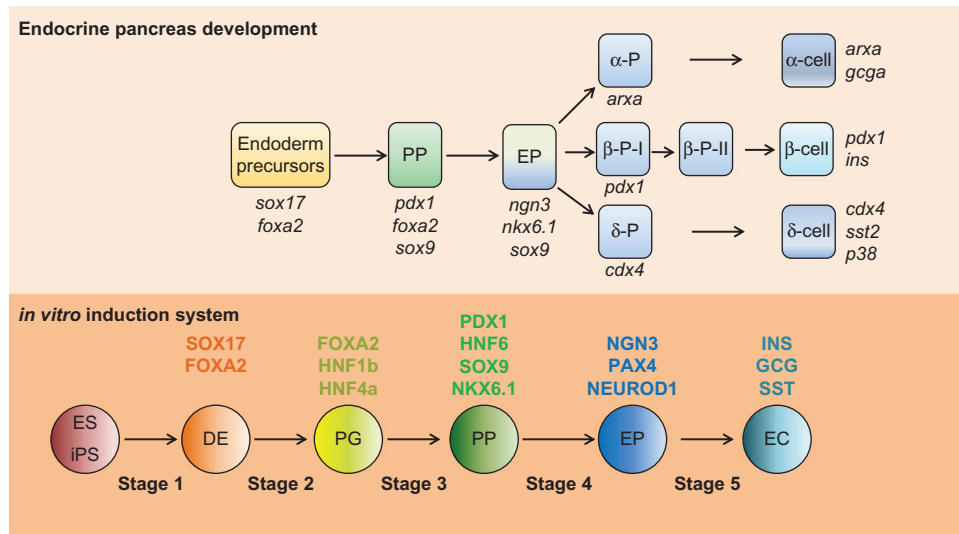 Endocrine pancreas development
α-P
arxa
α-cell
arxa
gcga
Endoderm
precursors
sox17
foxa2
PP
pdx1
foxa2
sox9
EP
ngn3
nkx6.1
sox9
β-P-I
pdx1
β-P-II
β-cell
pdx1
ins
δ-P
cdx4
δ-cell
cdx4
sst2
p38
in vitro induction system
SOX17
FOXA2
FOXA2
HNF1b
HNF4a
PDX1
HNF6
SOX9
NKX6.1
NGN3
PAX4
NEUROD1
INS
GCG
SST
ES
iPS
DE
PG
PP
EP
EC
Stage 1
Stage 2
Stage 3
Stage 4
Stage 5